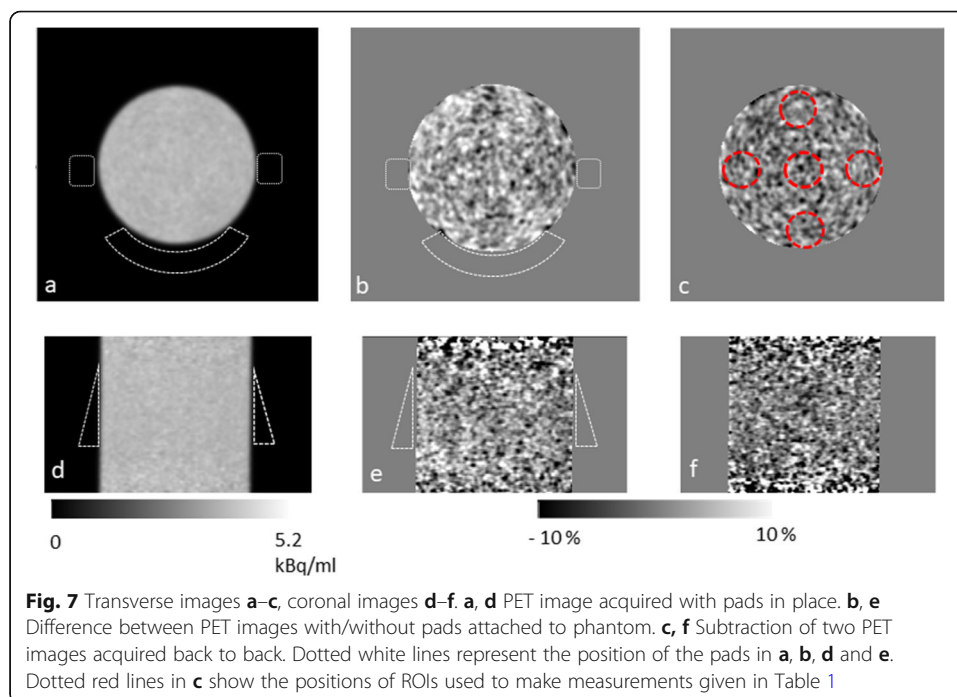 a
b
c
d
e
f
0
5.2
kBq/ml
- 10 %
10 %
Fig. 7 Transverse images a–c, coronal images d–f. a, d PET image acquired with pads in place. b, e
Difference between PET images with/without pads attached to phantom. c, f Subtraction of two PET
images acquired back to back. Dotted white lines represent the position of the pads in a, b, d and e.
Dotted red lines in c show the positions of ROIs used to make measurements given in Table 1